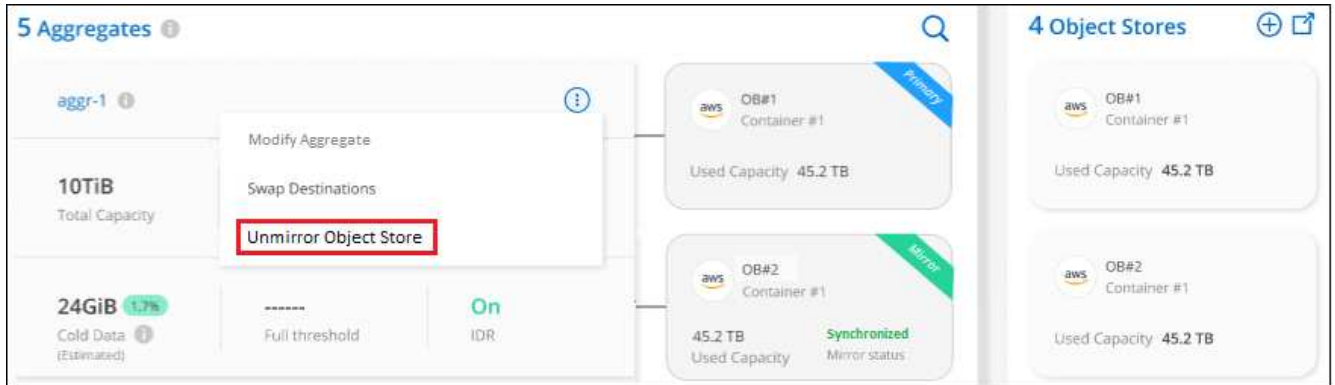 5 Aggregates
4 Object Stores
aggr-1
Modify Aggregate
Swap Destinations
Unmirror Object Store
10TiB
Total Capacity
24GiB 1.7%
Cold Data
(Estimated)
------
Full threshold
On
IDR
Primary
aws
OB#1
Container #1
Used Capacity 45.2 TB
Mirror
aws
OB#2
Container #1
45.2 TB
Used Capacity
Synchronized
Mirror status
aws
OB#1
Container #1
Used Capacity 45.2 TB
aws
OB#2
Container #1
Used Capacity 45.2 TB